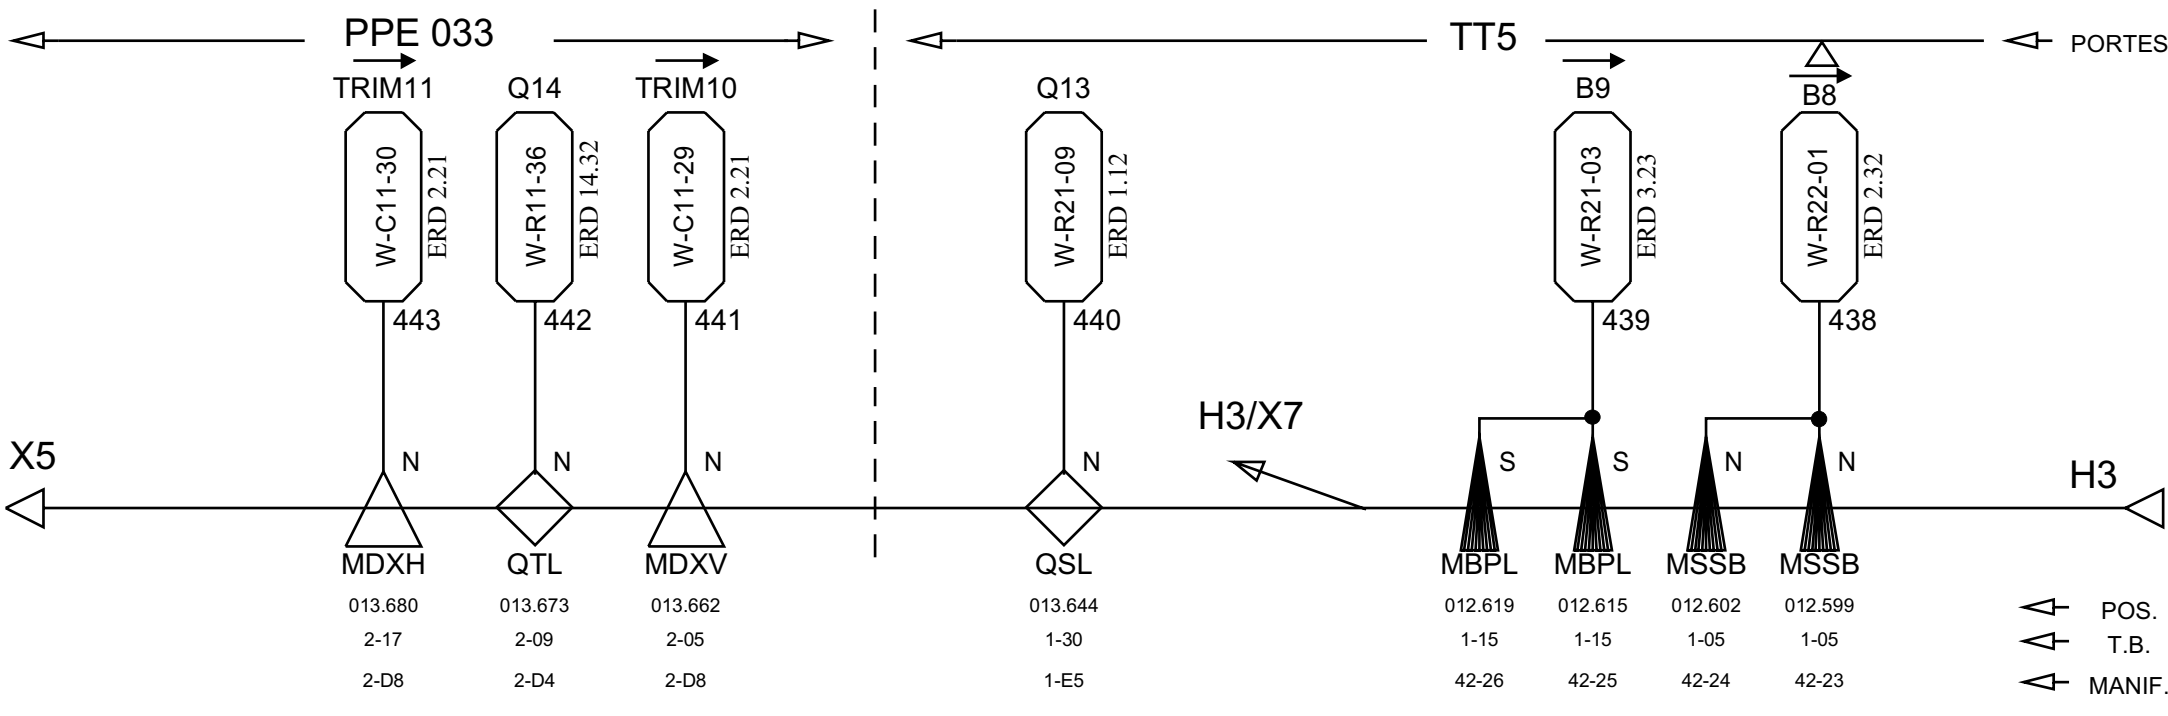 PPE 033
TT5
PORTES
TRIM11
Q14
TRIM10
Q13
B9
B8
W-C11-30
ERD 2.21
W-R11-36
ERD 14.32
W-C11-29
ERD 2.21
W-R21-09
ERD 1.12
W-R21-03
ERD 3.23
W-R22-01
ERD 2.32
443
442
441
440
439
438
H3/X7
X5
N
N
N
N
S
S
N
N
H3
MDXH
QTL
MDXV
QSL
MBPL
MBPL
MSSB
MSSB
013.680
013.673
013.662
013.644
012.619
012.615
012.602
012.599
POS.
2-17
2-09
2-05
1-30
1-15
1-15
1-05
1-05
T.B.
2-D8
2-D4
2-D8
1-E5
42-26
42-25
42-24
42-23
MANIF.